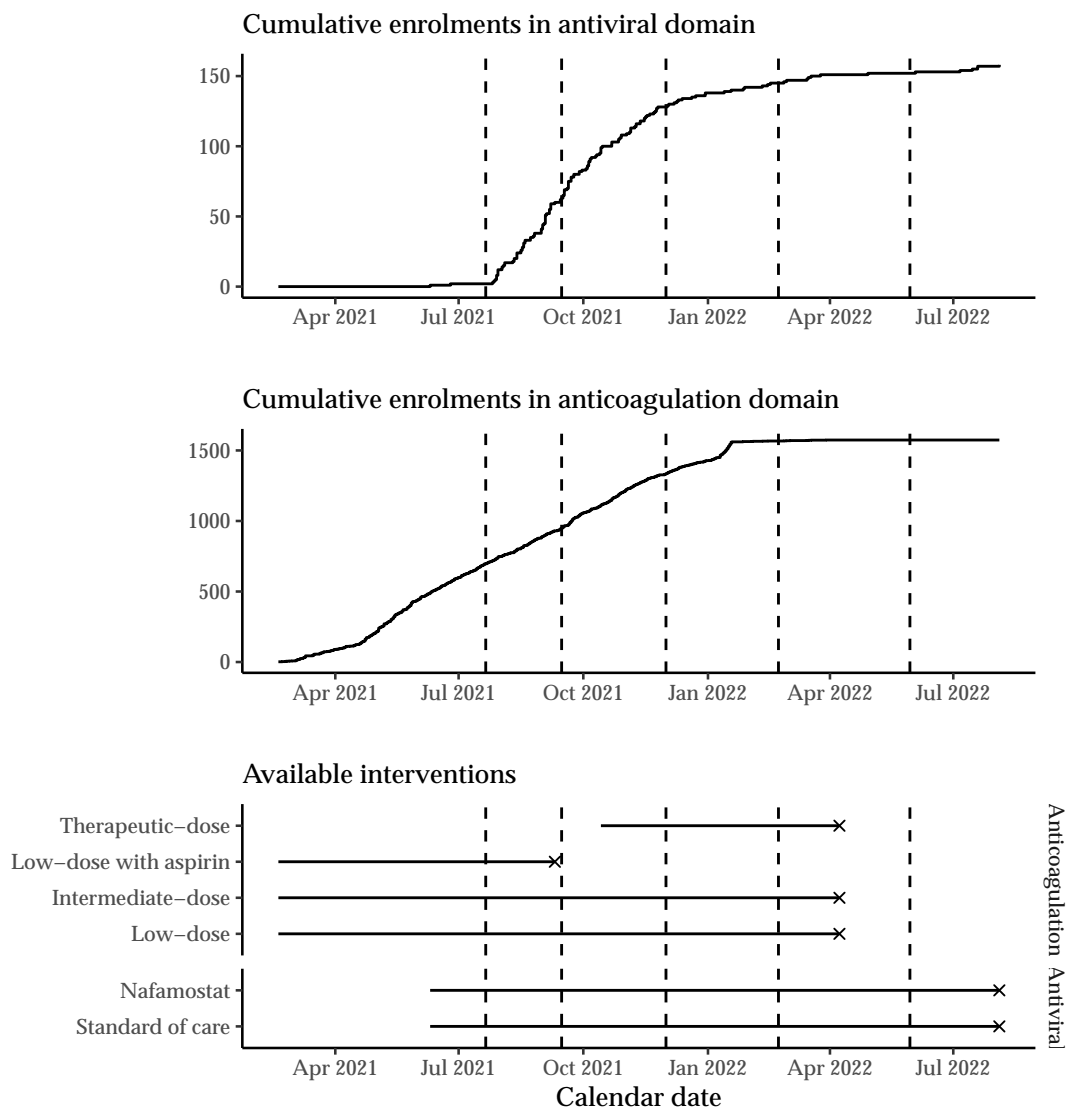 Cumulative enrolments in antiviral domain
150
100
50
0
Apr 2021 Jul 2021 Oct 2021 Jan 2022 Apr 2022 Jul 2022
Cumulative enrolments in anticoagulation domain
1500
1000
500
0
Apr 2021 Jul 2021 Oct 2021 Jan 2022 Apr 2022 Jul 2022
Available interventions
Therapeutic−dose
Low−dose with aspirin
Intermediate−dose
Low−dose
Anticoagulation
Nafamostat
Standard of care
Antiviral
Apr 2021 Jul 2021 Oct 2021 Jan 2022 Apr 2022 Jul 2022
Calendar date